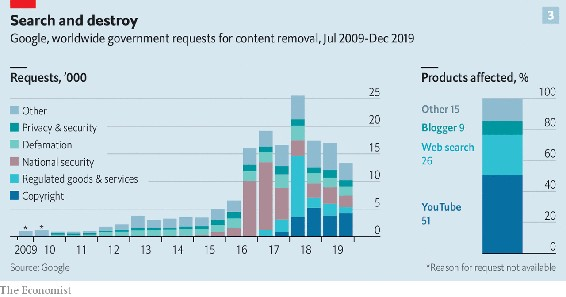 Search and destroy
3
Google, worldwide government requests for content removal, Jul 2009-Dec 2019
Requests, '000
Products affected, %
25
20
15
10
5
0
Other
Privacy & security
Defamation
National security
Regulated goods & services
Copyright
* *
2009 10 11 12 13 14 15 16 17 18 19
100
80
60
40
20
0
Other 15
Blogger 9
Web search
26
YouTube
51
Source: Google
*Reason for request not available
The Economist